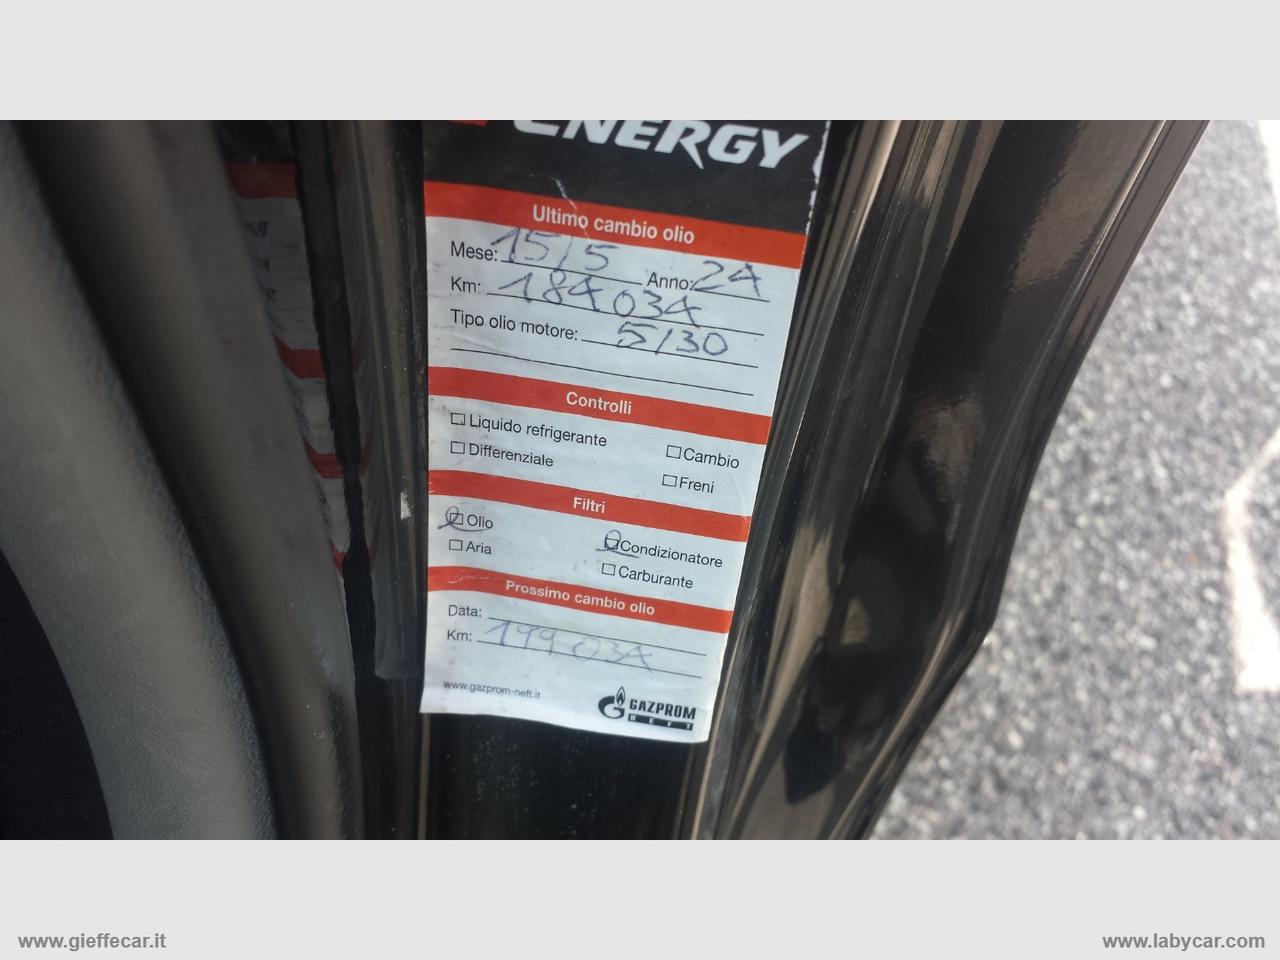 ENERGY
Ultimo cambio olio
Mese: 15/5 Anno: 24
Km: 184034
Tipo olio motore: 5/30
Controlli
Liquido refrigerante Cambio
Differenziale Freni
Filtri
Olio Condizionatore
Aria Carburante
Prossimo cambio olio
Data:
Km: 199034
www.gazprom-neft.it GAZPROM
NEFT
www.gieffecar.it www.labycar.com